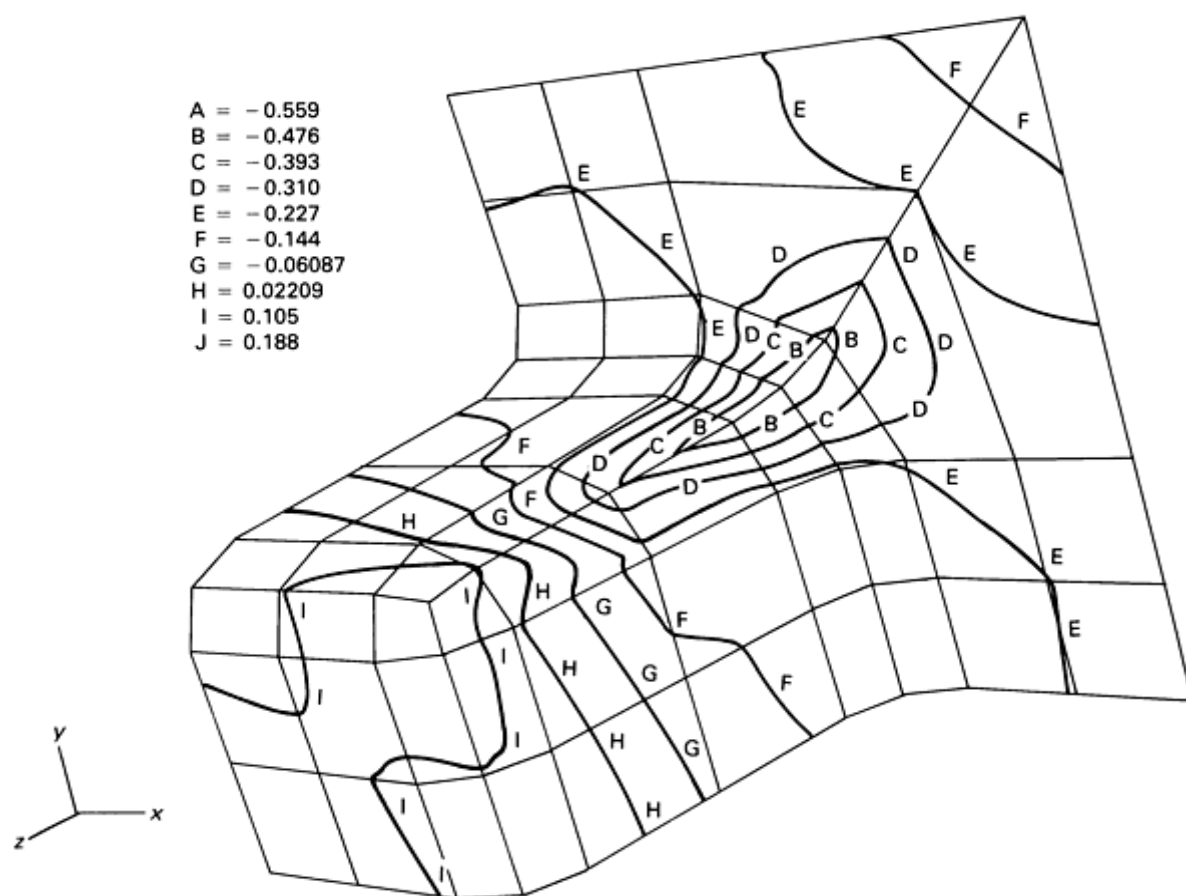 A = − 0.559
B = − 0.476
C = − 0.393
D = − 0.310
E = − 0.227
F = − 0.144
G = − 0.06087
H = 0.02209
I = 0.105
J = 0.188
F
E
F
E
E
E
D
D
E
E
D
C
B
B
C
D
B
B
C
D
F
C
D
D
E
F
G
H
E
I
H
G
F
E
I
H
G
I
F
I
H
G
I
H
I
y
x
z